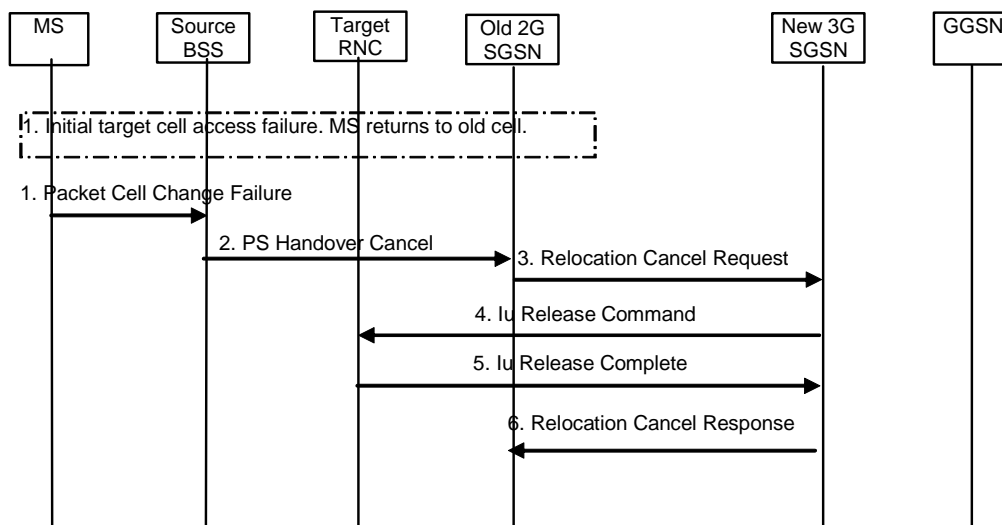 MS
Source
BSS
Target
RNC
Old 2G
SGSN
New 3G
SGSN
GGSN
1. Initial target cell access failure. MS returns to old cell.
1. Packet Cell Change Failure
2. PS Handover Cancel
3. Relocation Cancel Request
4. Iu Release Command
5. Iu Release Complete
6. Relocation Cancel Response